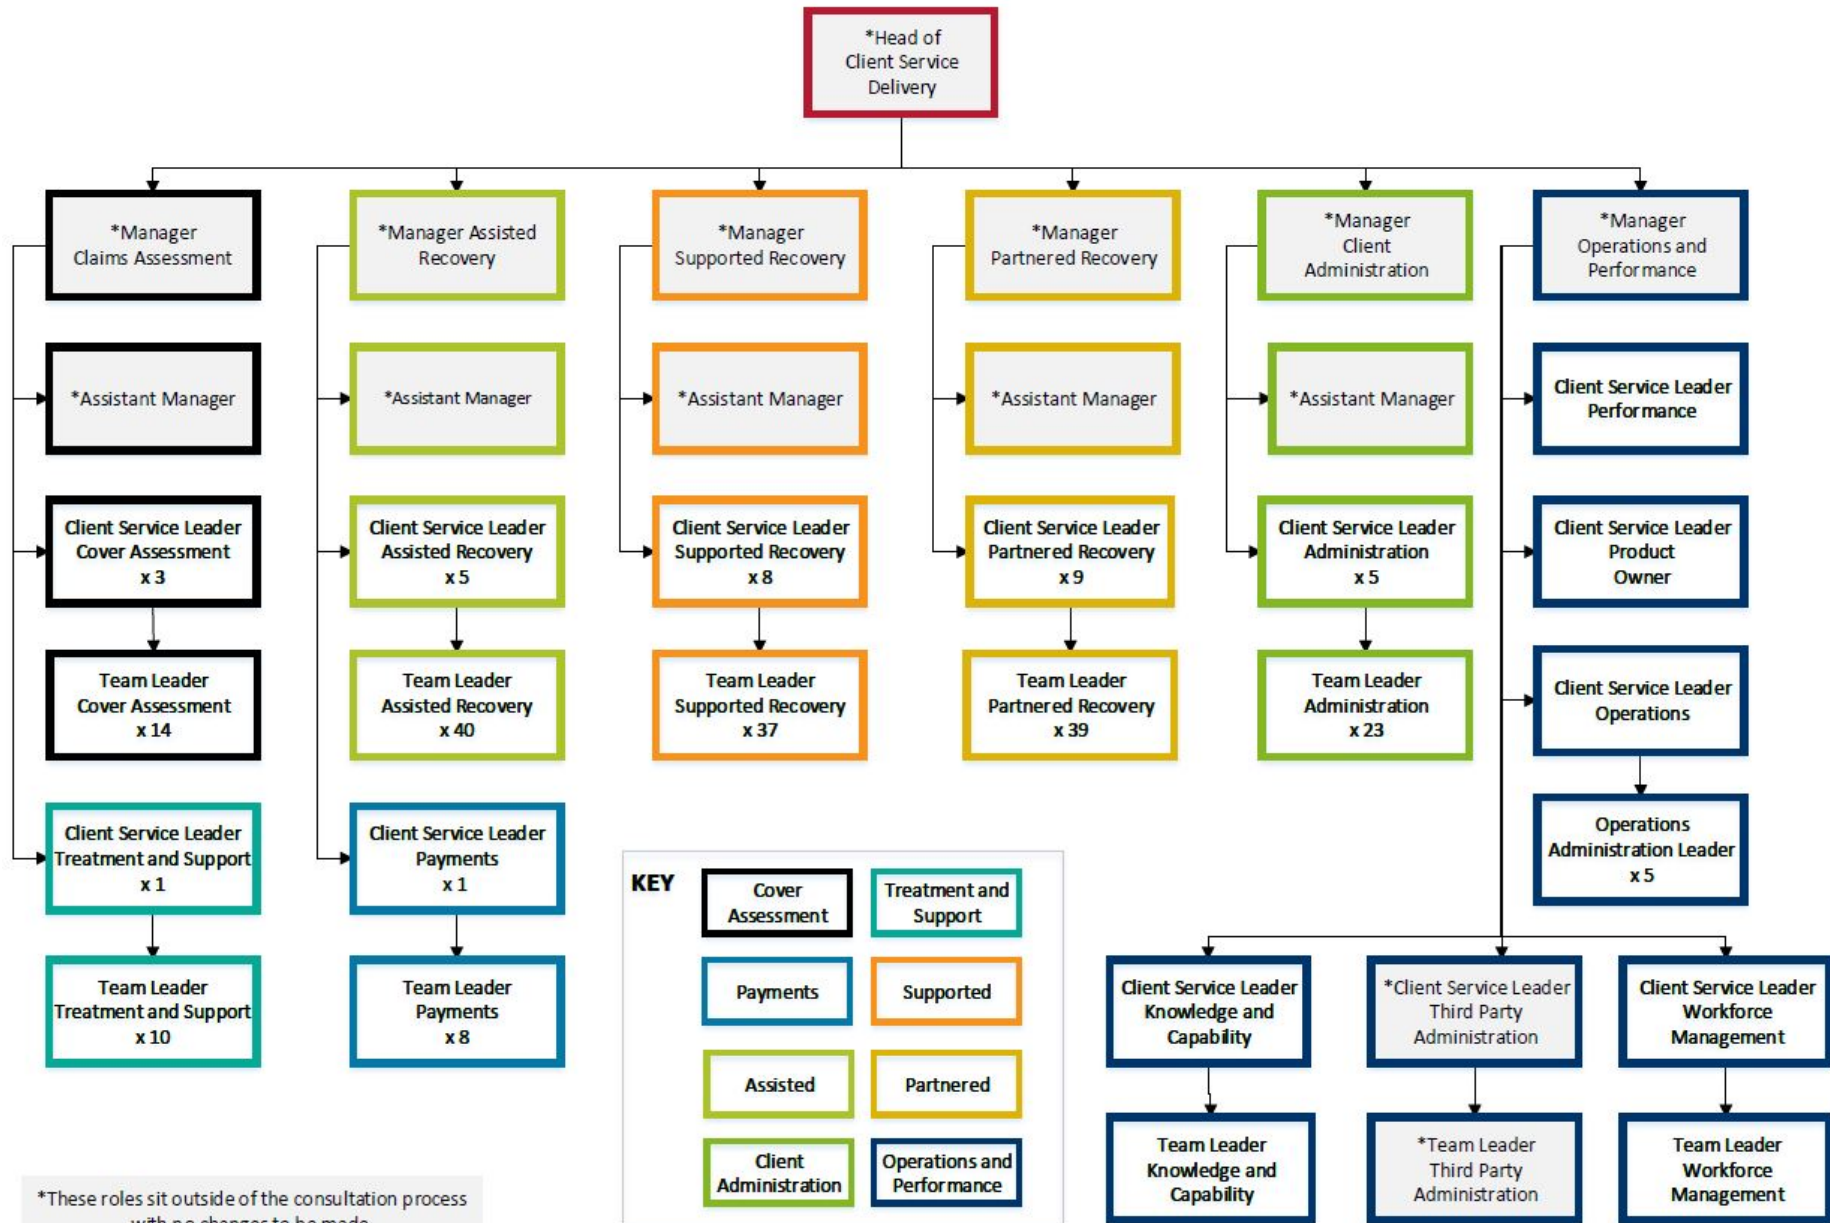 *Head of
Client Service
Delivery
*Manager
Claims Assessment
*Manager Assisted
Recovery
*Manager
Supported Recovery
*Manager
Partnered Recovery
*Manager
Client
Administration
*Manager
Operations and
Performance
*Assistant Manager
*Assistant Manager
*Assistant Manager
*Assistant Manager
*Assistant Manager
Client Service Leader
Performance
Client Service Leader
Cover Assessment
x 3
Client Service Leader
Assisted Recovery
x 5
Client Service Leader
Supported Recovery
x 8
Client Service Leader
Partnered Recovery
x 9
Client Service Leader
Administration
x 5
Client Service Leader
Product
Owner
Team Leader
Cover Assessment
x 14
Team Leader
Assisted Recovery
x 40
Team Leader
Supported Recovery
x 37
Team Leader
Partnered Recovery
x 39
Team Leader
Administration
x 23
Client Service Leader
Operations
Client Service Leader
Treatment and Support
x 1
Client Service Leader
Payments
x 1
Operations
Administration Leader
x 5
Team Leader
Treatment and Support
x 10
Team Leader
Payments
x 8
KEY
Cover
Assessment
Treatment and
Support
Payments
Supported
Assisted
Partnered
Client
Administration
Operations and
Performance
Client Service Leader
Knowledge and
Capability
*Client Service Leader
Third Party
Administration
Client Service Leader
Workforce
Management
Team Leader
Knowledge and
Capability
*Team Leader
Third Party
Administration
Team Leader
Workforce
Management
*These roles sit outside of the consultation process
with no changes to be made